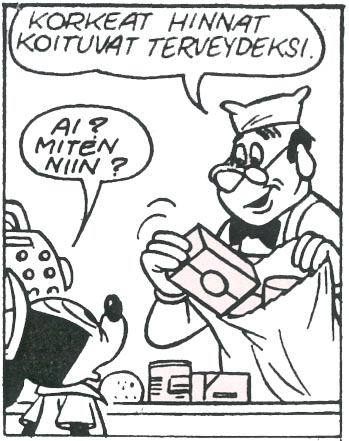 KORKEAT HINNAT
KOITUVAT TERVEYDEKSI.
AI?
MITEN
NIIN?